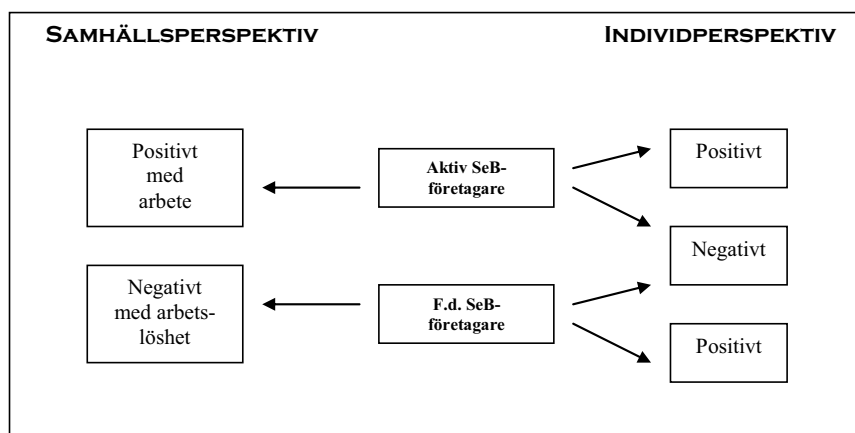 SAMHÄLLSPERSPEKTIV
INDIVIDPERSPEKTIV
Positivt
med
arbete
Aktiv SeB-
företagare
Positivt
Negativt
Negativt
med arbets-
löshet
F.d. SeB-
företagare
Positivt